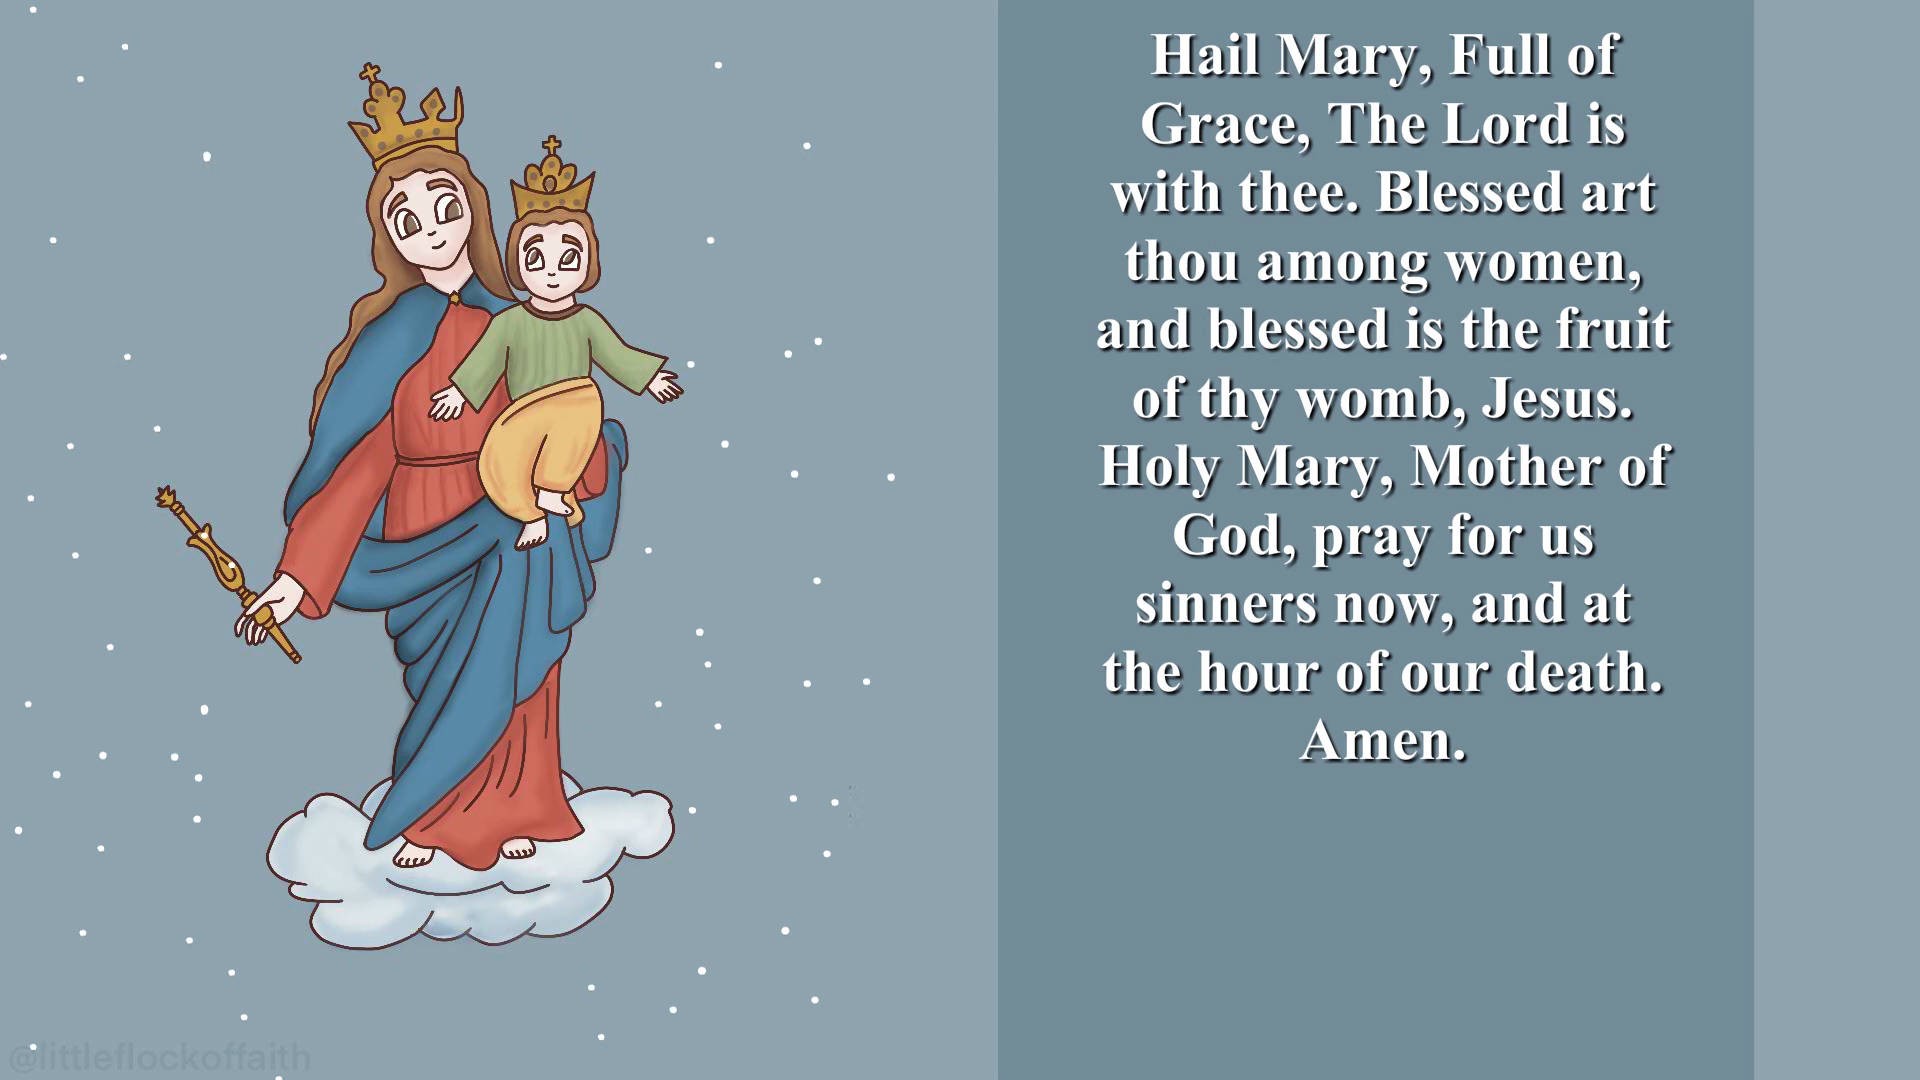 Hail Mary, Full of
Grace, The Lord is
with thee. Blessed art
thou among women,
and blessed is the fruit
of thy womb, Jesus.
Holy Mary, Mother of
God, pray for us
sinners now, and at
the hour of our death.
Amen.
@littleflockoffaith